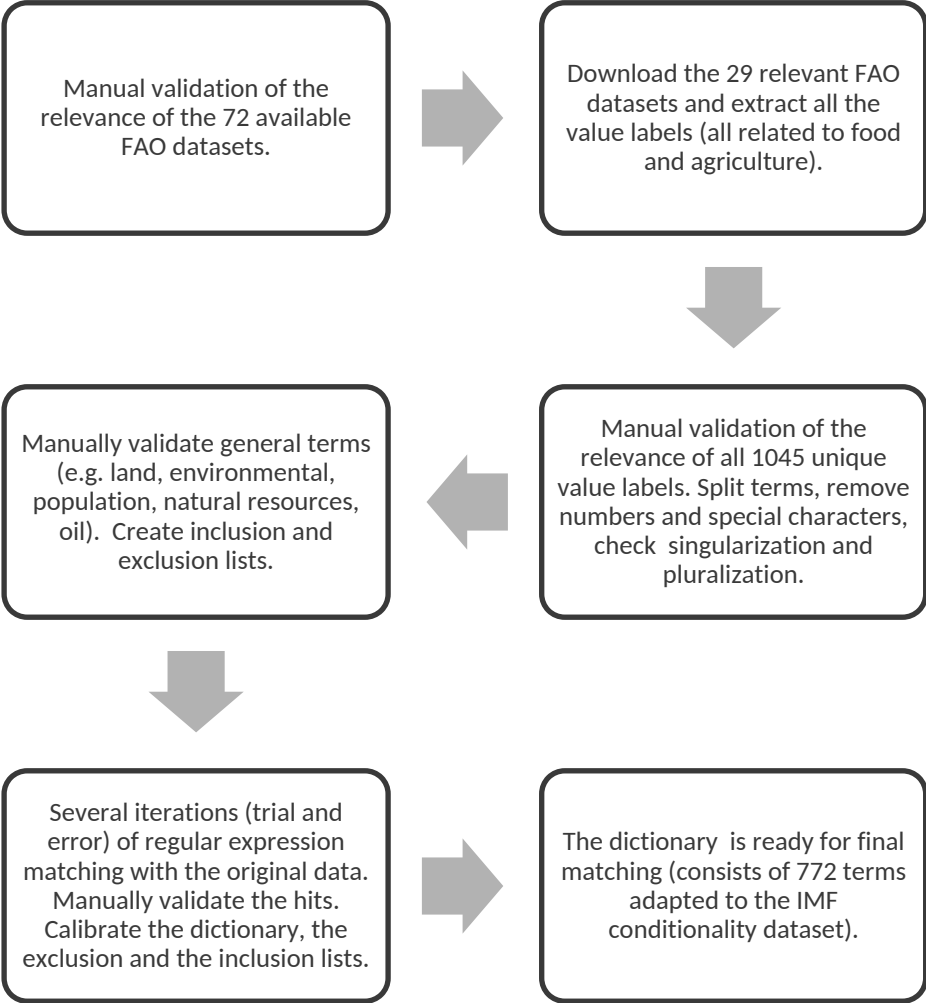 Manual validation of the
relevance of the 72 available
FAO datasets.
Download the 29 relevant FAO
datasets and extract all the
value labels (all related to food
and agriculture).
Manual validation of the
relevance of all 1045 unique
value labels. Split terms, remove
numbers and special characters,
check  singularization and
pluralization.
Manually validate general terms
(e.g. land, environmental,
population, natural resources,
oil).  Create inclusion and
exclusion lists.
Several iterations (trial and
error) of regular expression
matching with the original data.
Manually validate the hits.
Calibrate the dictionary, the
exclusion and the inclusion lists.
The dictionary  is ready for final
matching (consists of 772 terms
adapted to the IMF
conditionality dataset).